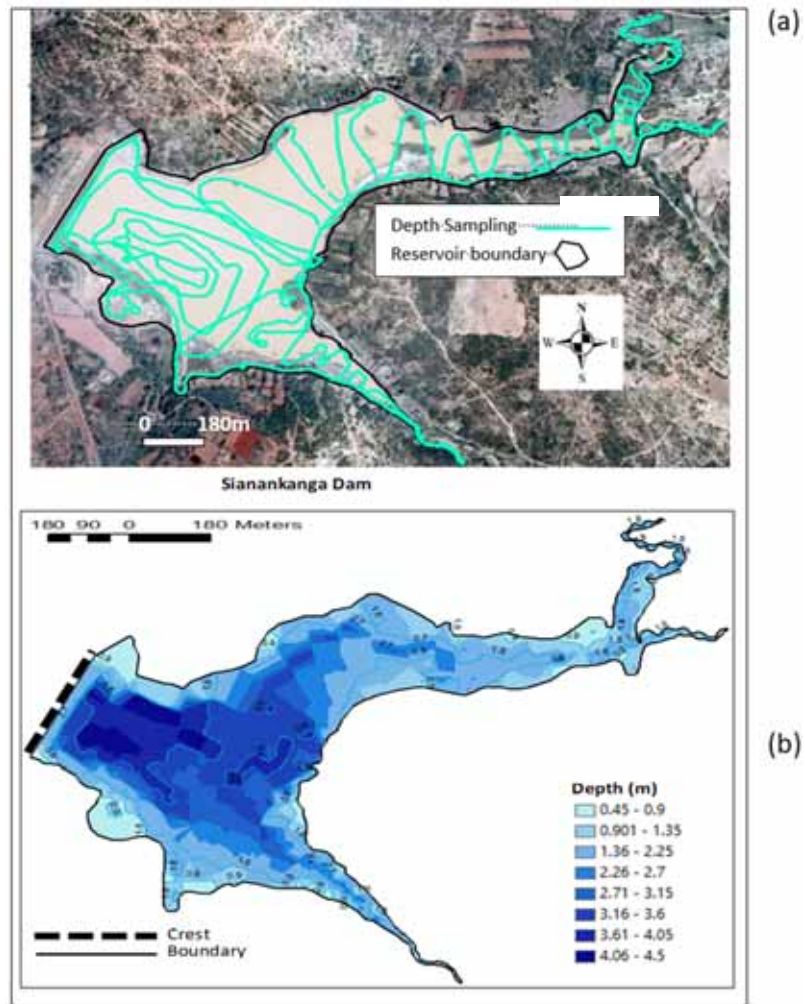 (a)
Depth Sampling
Reservoir boundary
N
W E
S
0 180m
Sianankanga Dam
180 90 0 180 Meters
(b)
Depth (m)
0.45 - 0.9
0.901 - 1.35
1.36 - 2.25
2.26 - 2.7
2.71 - 3.15
3.16 - 3.6
3.61 - 4.05
4.06 - 4.5
Crest
Boundary